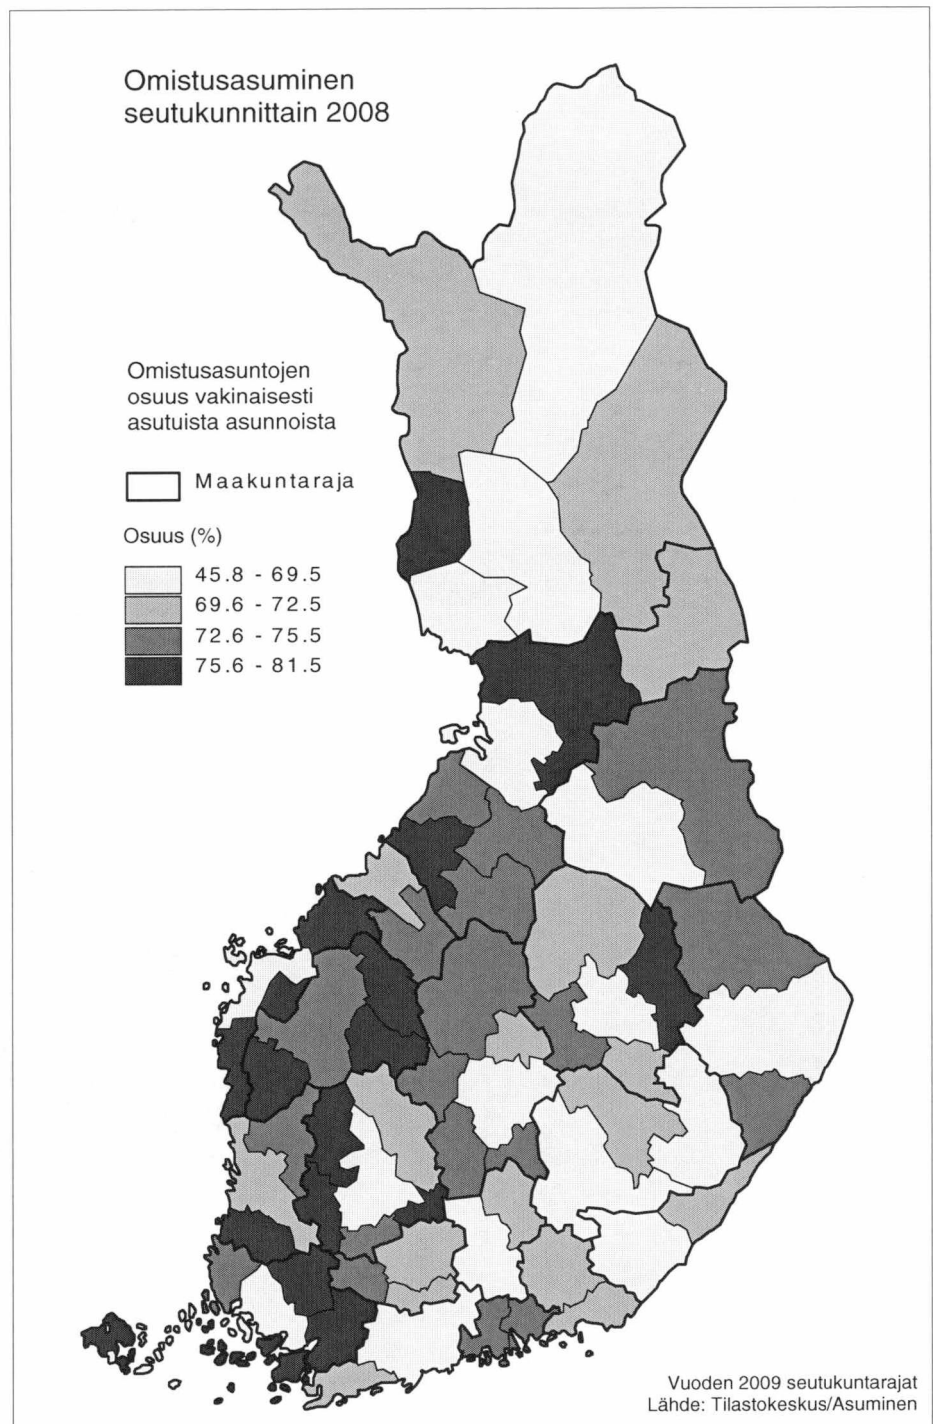 Omistusasuminen
seutukunnittain 2008
Omistusasuntojen
osuus vakinaisesti
asutuista asunnoista
Maakuntaraja
Osuus (%)
45.8 - 69.5
69.6 - 72.5
72.6 - 75.5
75.6 - 81.5
Vuoden 2009 seutukuntarajat
Lähde: Tilastokeskus/Asuminen